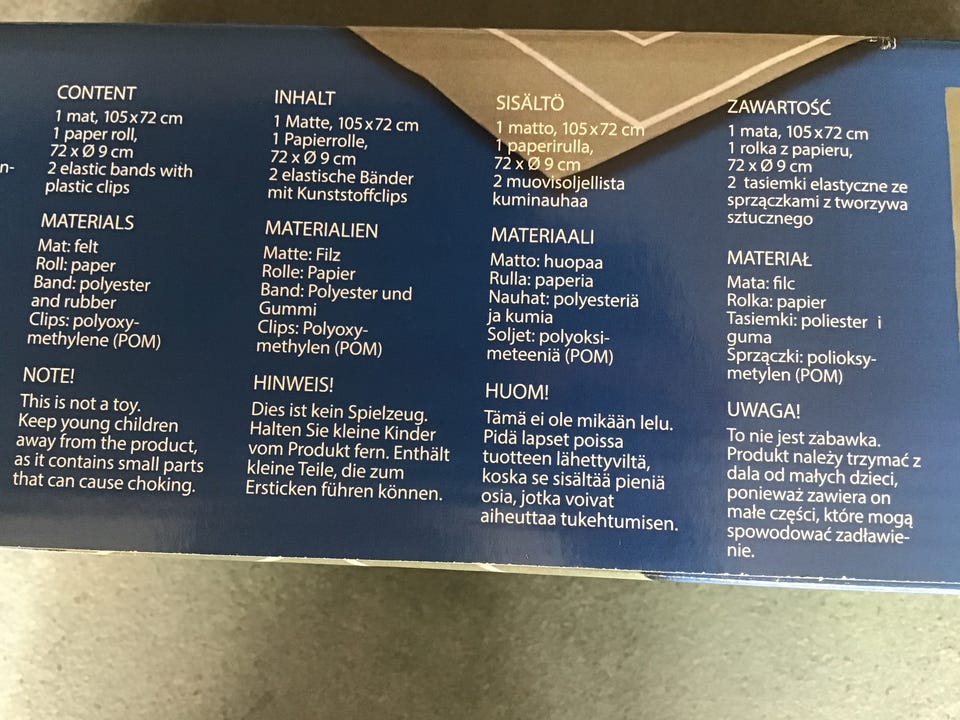 n-
CONTENT
1 mat, 105 x 72 cm
1 paper roll,
72 x Ø 9 cm
2 elastic bands with
plastic clips
MATERIALS
Mat: felt
Roll: paper
Band: polyester
and rubber
Clips: polyoxy-
methylene (POM)
NOTE!
This is not a toy.
Keep young children
away from the product,
as it contains small parts
that can cause choking.
INHALT
1 Matte, 105 x 72 cm
1 Papierrolle,
72 x Ø 9 cm
2 elastische Bänder
mit Kunststoffclips
MATERIALIEN
Matte: Filz
Rolle: Papier
Band: Polyester und
Gummi
Clips: Polyoxy-
methylen (POM)
HINWEIS!
Dies ist kein Spielzeug.
Halten Sie kleine Kinder
vom Produkt fern. Enthält
kleine Teile, die zum
Ersticken führen können.
SISÄLTÖ
1 matto, 105 x 72 cm
1 paperirulla,
72 x Ø 9 cm
2 muovisoljellista
kuminauhaa
MATERIAALI
Matto: huopaa
Rulla: paperia
Nauhat: polyesteriä
ja kumia
Soljet: polyoksi-
meteeniä (POM)
HUOM!
Tämä ei ole mikään lelu.
Pidä lapset poissa
tuotteen lähettyviltä,
koska se sisältää pieniä
osia, jotka voivat
aiheuttaa tukehtumisen.
ZAWARTOŚĆ
1 mata, 105 x 72 cm
1 rolka z papieru,
72 x Ø 9 cm
2 tasiemki elastyczne ze
sprzączkami z tworzywa
sztucznego
MATERIAŁ
Mata: filc
Rolka: papier
Tasiemki: poliester i
guma
Sprzączki: polioksy-
metylen (POM)
UWAGA!
To nie jest zabawka.
Produkt należy trzymać z
dala od małych dzieci,
ponieważ zawiera on
małe części, które mogą
spowodować zadławie-
nie.